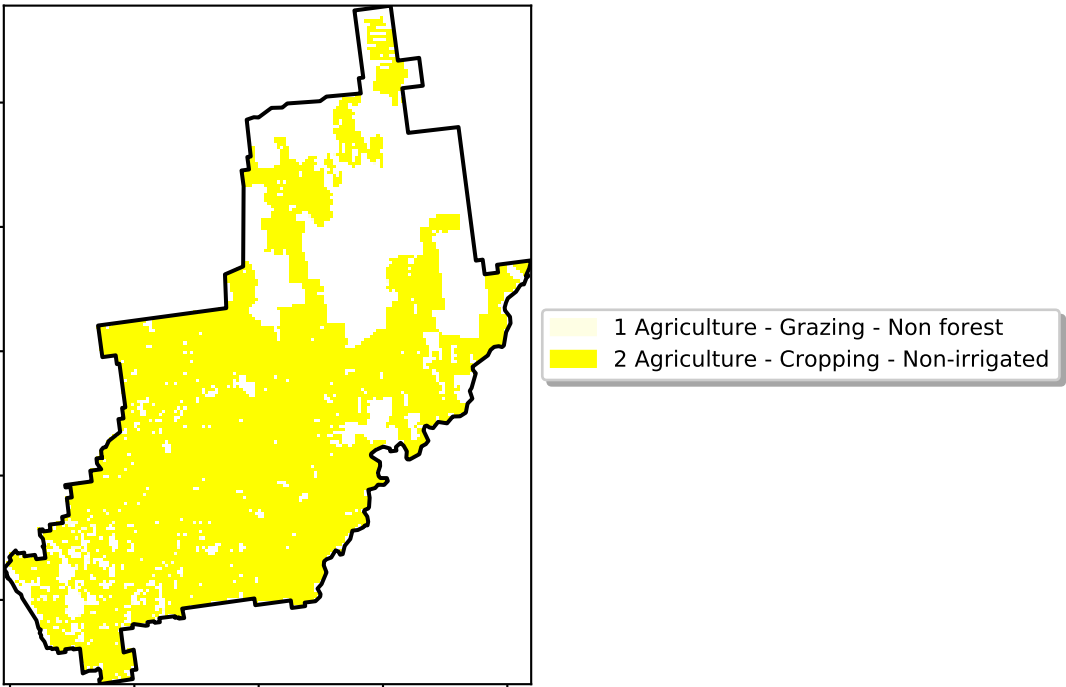 1 Agriculture - Grazing - Non forest
2 Agriculture - Cropping - Non-irrigated